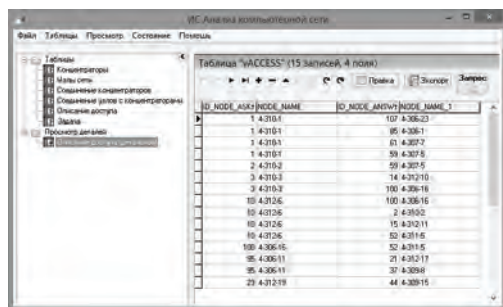 ИС Анализ компьютерной сети
Файл Таблицы Просмотр Состояние Помощь
Таблицы
Концентраторы
Узлы сети
Соединение концентраторов
Соединение узлов с концентраторами
Описание доступа
Задача
Просмотр деталей
Описание доступа детальное
Таблица "vACCESS" (15 записей, 4 поля)
Правка Экспорт Запрос
ID_NODE_ASK NODE_NAME ID_NODE_ANSW NODE_NAME_1
1 4-310-1 107 4-306-23
1 4-310-1 85 4-306-1
1 4-310-1 61 4-307-7
1 4-310-1 59 4-307-5
2 4-310-2 59 4-307-5
3 4-310-3 14 4-312-10
3 4-310-3 100 4-306-16
10 4-312-6 100 4-306-16
10 4-312-6 2 4-310-2
10 4-312-6 15 4-312-11
10 4-312-6 52 4-311-5
100 4-306-16 52 4-311-5
95 4-306-11 21 4-312-17
95 4-306-11 37 4-309-8
23 4-312-19 44 4-309-15